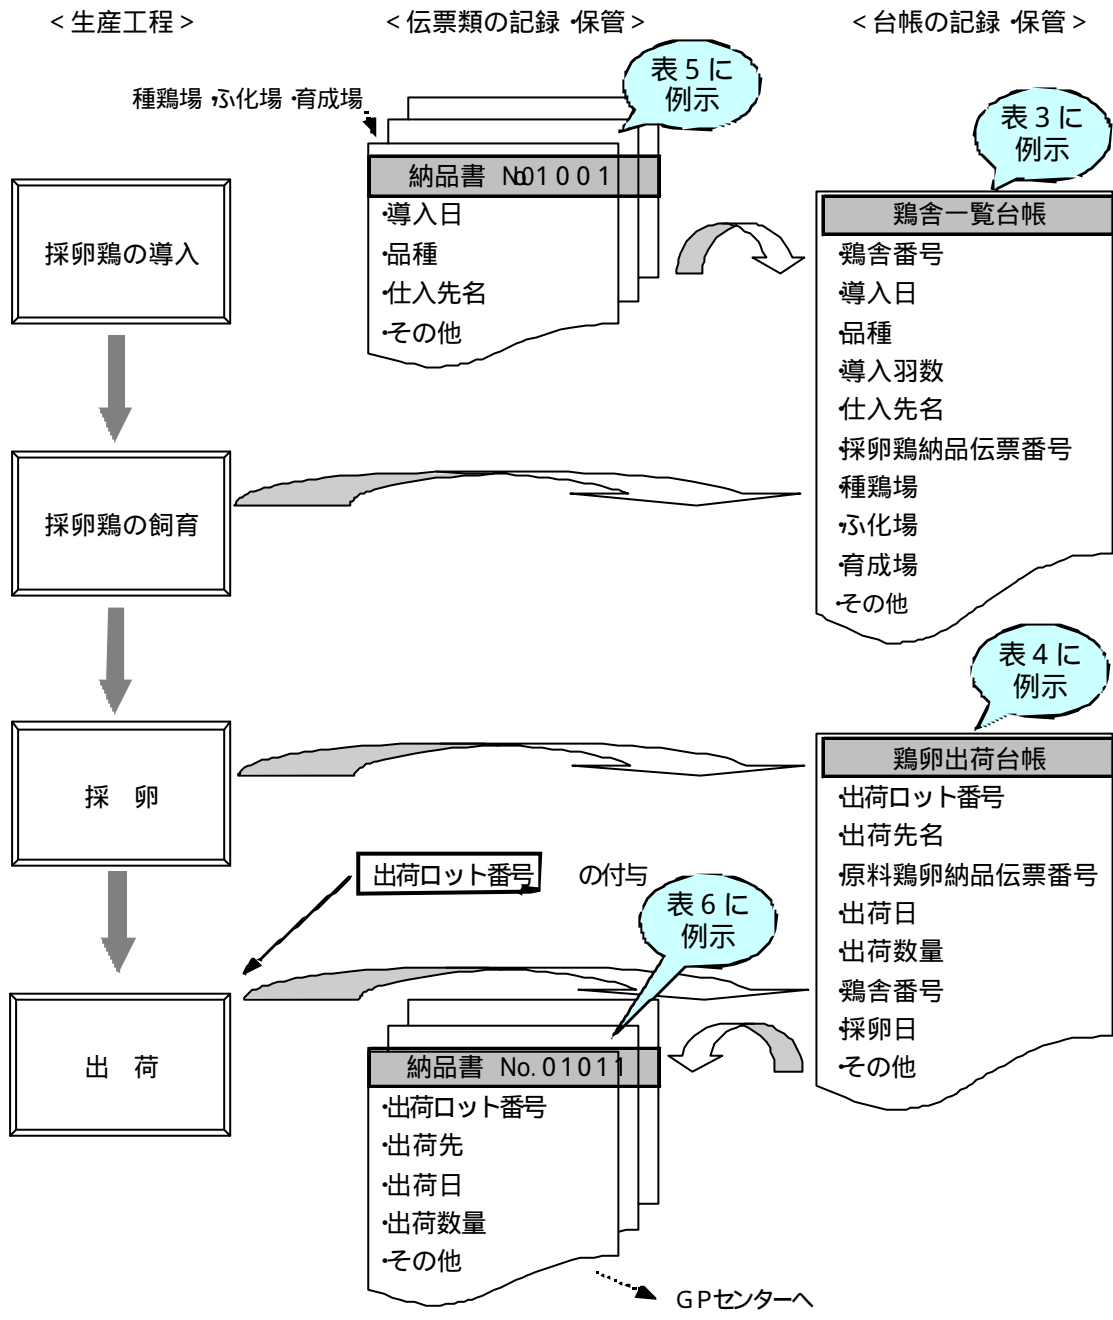 <生産工程>
<伝票類の記録・保管>
<台帳の記録・保管>
種鶏場・ふ化場・育成場
表5に
例示
納品書 No01001
・導入日
・品種
・仕入先名
・その他
表3に
例示
鶏舎一覧台帳
・鶏舎番号
・導入日
・品種
・導入羽数
・仕入先名
・採卵鶏納品伝票番号
・種鶏場
・ふ化場
・育成場
・その他
採卵鶏の導入
採卵鶏の飼育
採 卵
出 荷
表4に
例示
鶏卵出荷台帳
・出荷ロット番号
・出荷先名
・原料鶏卵納品伝票番号
・出荷日
・出荷数量
・鶏舎番号
・採卵日
・その他
出荷ロット番号 の付与
表6に
例示
納品書 No.01011
・出荷ロット番号
・出荷先
・出荷日
・出荷数量
・その他
GPセンターへ